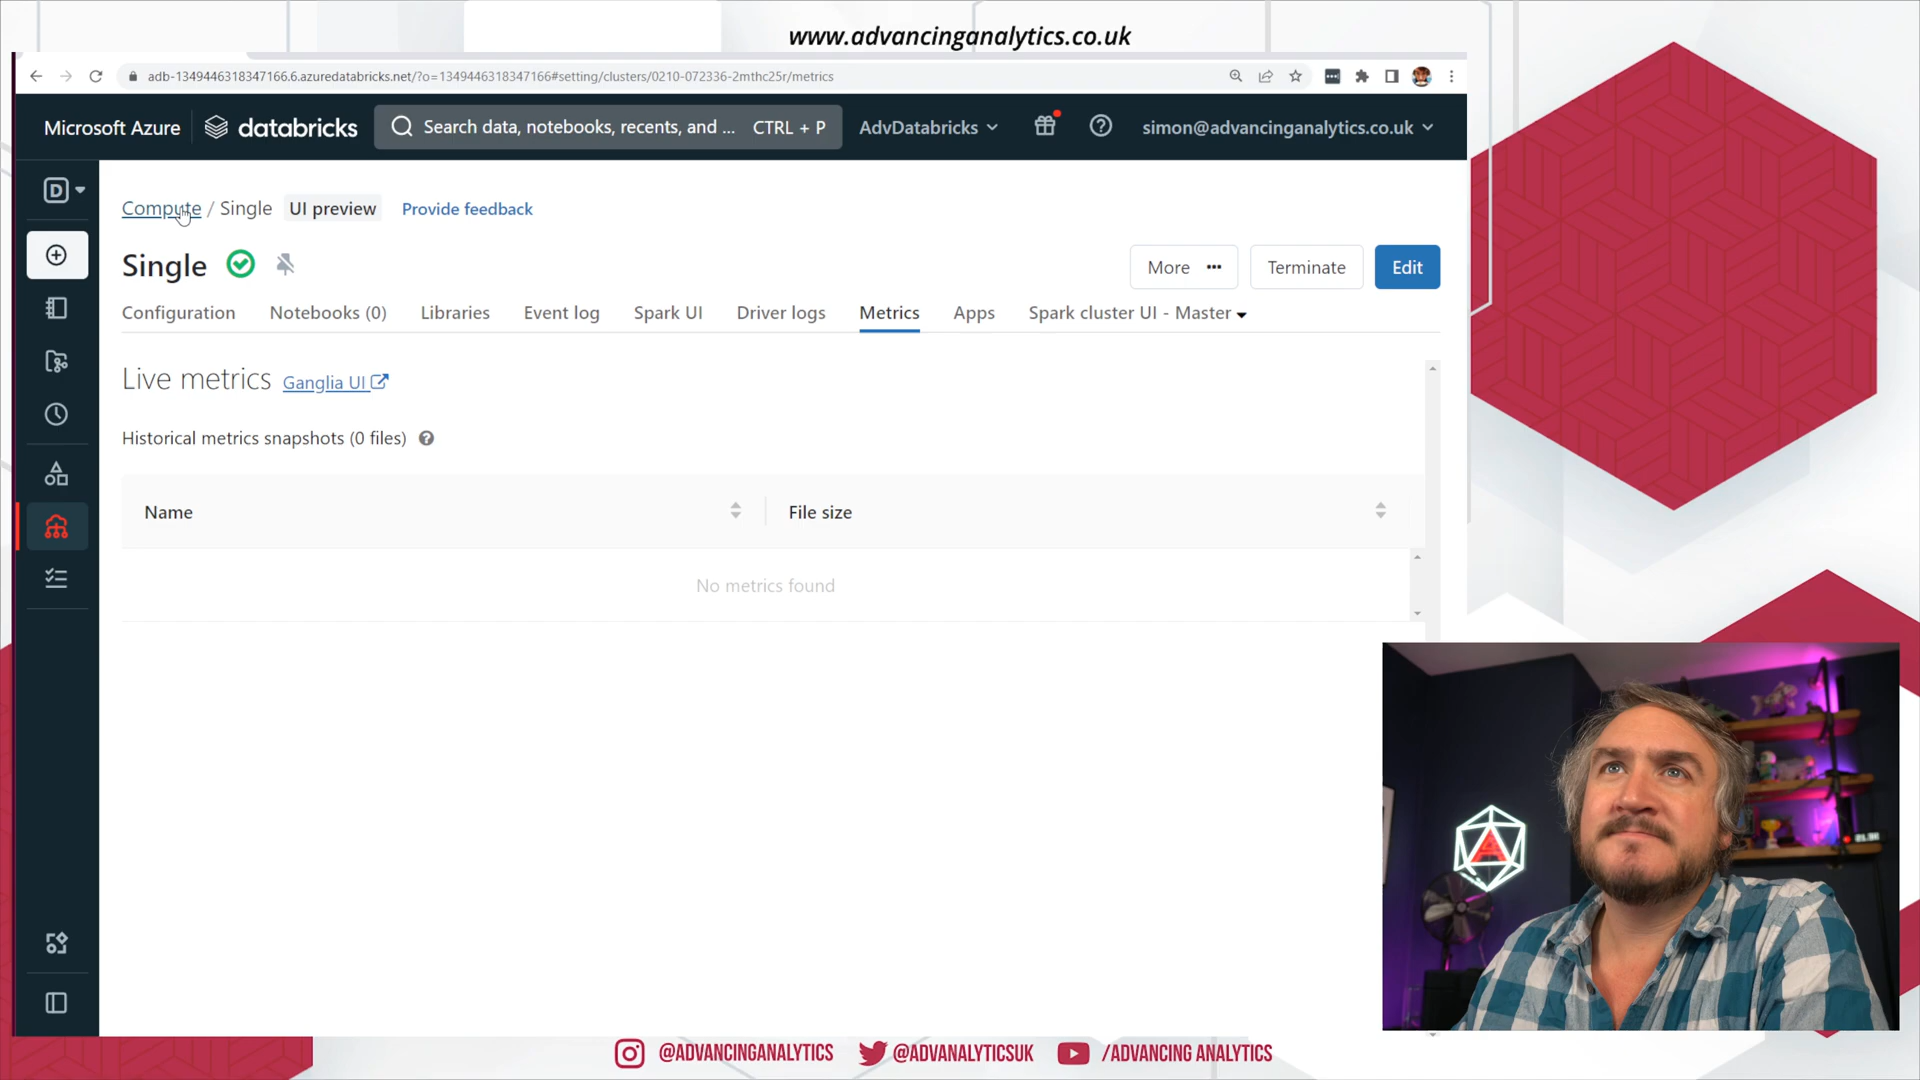 www.advancinganalytics.co.uk
adb-1349446318347166.6.azuredatabricks.net/?o=1349446318347166#setting/clusters/0210-072336-2mthc25r/metrics
Microsoft Azure databricks Search data, notebooks, recents, and ... CTRL + P AdvDatabricks simon@advancinganalytics.co.uk
D
Compute / Single UI preview Provide feedback
Single More ••• Terminate Edit
Configuration Notebooks (0) Libraries Event log Spark UI Driver logs Metrics Apps Spark cluster UI - Master
Live metrics Ganglia UI
Historical metrics snapshots (0 files)
Name File size
No metrics found
A
@ADVANCINGANALYTICS @ADVANALYTICSUK /ADVANCING ANALYTICS